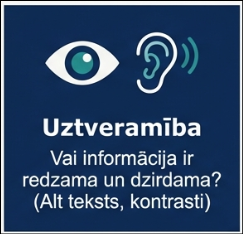 Uztveramība
Vai informācija ir
redzama un dzirdama?
(Alt teksts, kontrasti)